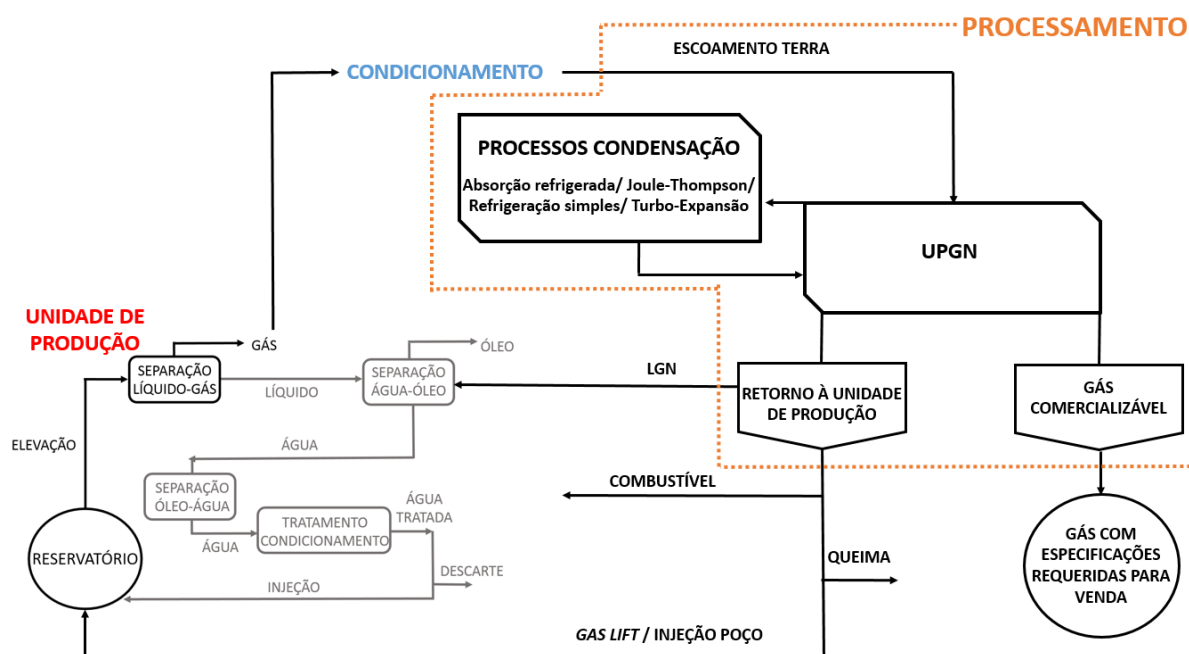 PROCESSAMENTO
ESCOAMENTO TERRA
CONDICIONAMENTO
PROCESSOS CONDENSAÇÃO
Absorção refrigerada/ Joule-Thompson/
Refrigeração simples/ Turbo-Expansão
UPGN
UNIDADE DE
PRODUÇÃO
GÁS
SEPARAÇÃO
LÍQUIDO-GÁS
LÍQUIDO
SEPARAÇÃO
ÁGUA-ÓLEO
ÓLEO
LGN
RETORNO À UNIDADE
DE PRODUÇÃO
GÁS
COMERCIALIZÁVEL
ELEVAÇÃO
ÁGUA
SEPARAÇÃO
ÓLEO-ÁGUA
ÁGUA
TRATAMENTO
CONDICIONAMENTO
ÁGUA
TRATADA
COMBUSTÍVEL
RESERVATÓRIO
INJEÇÃO
DESCARTE
QUEIMA
GÁS COM
ESPECIFICAÇÕES
REQUERIDAS PARA
VENDA
GAS LIFT / INJEÇÃO POÇO